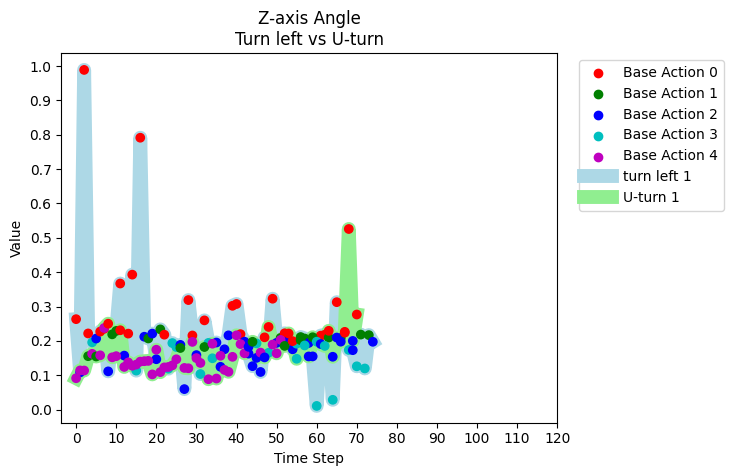 Z-axis Angle
Turn left vs U-turn
1.0
0.9
0.8
0.7
0.6
0.5
0.4
0.3
0.2
0.1
0.0
Value
0 10 20 30 40 50 60 70 80 90 100 110 120
Time Step
Base Action 0
Base Action 1
Base Action 2
Base Action 3
Base Action 4
turn left 1
U-turn 1